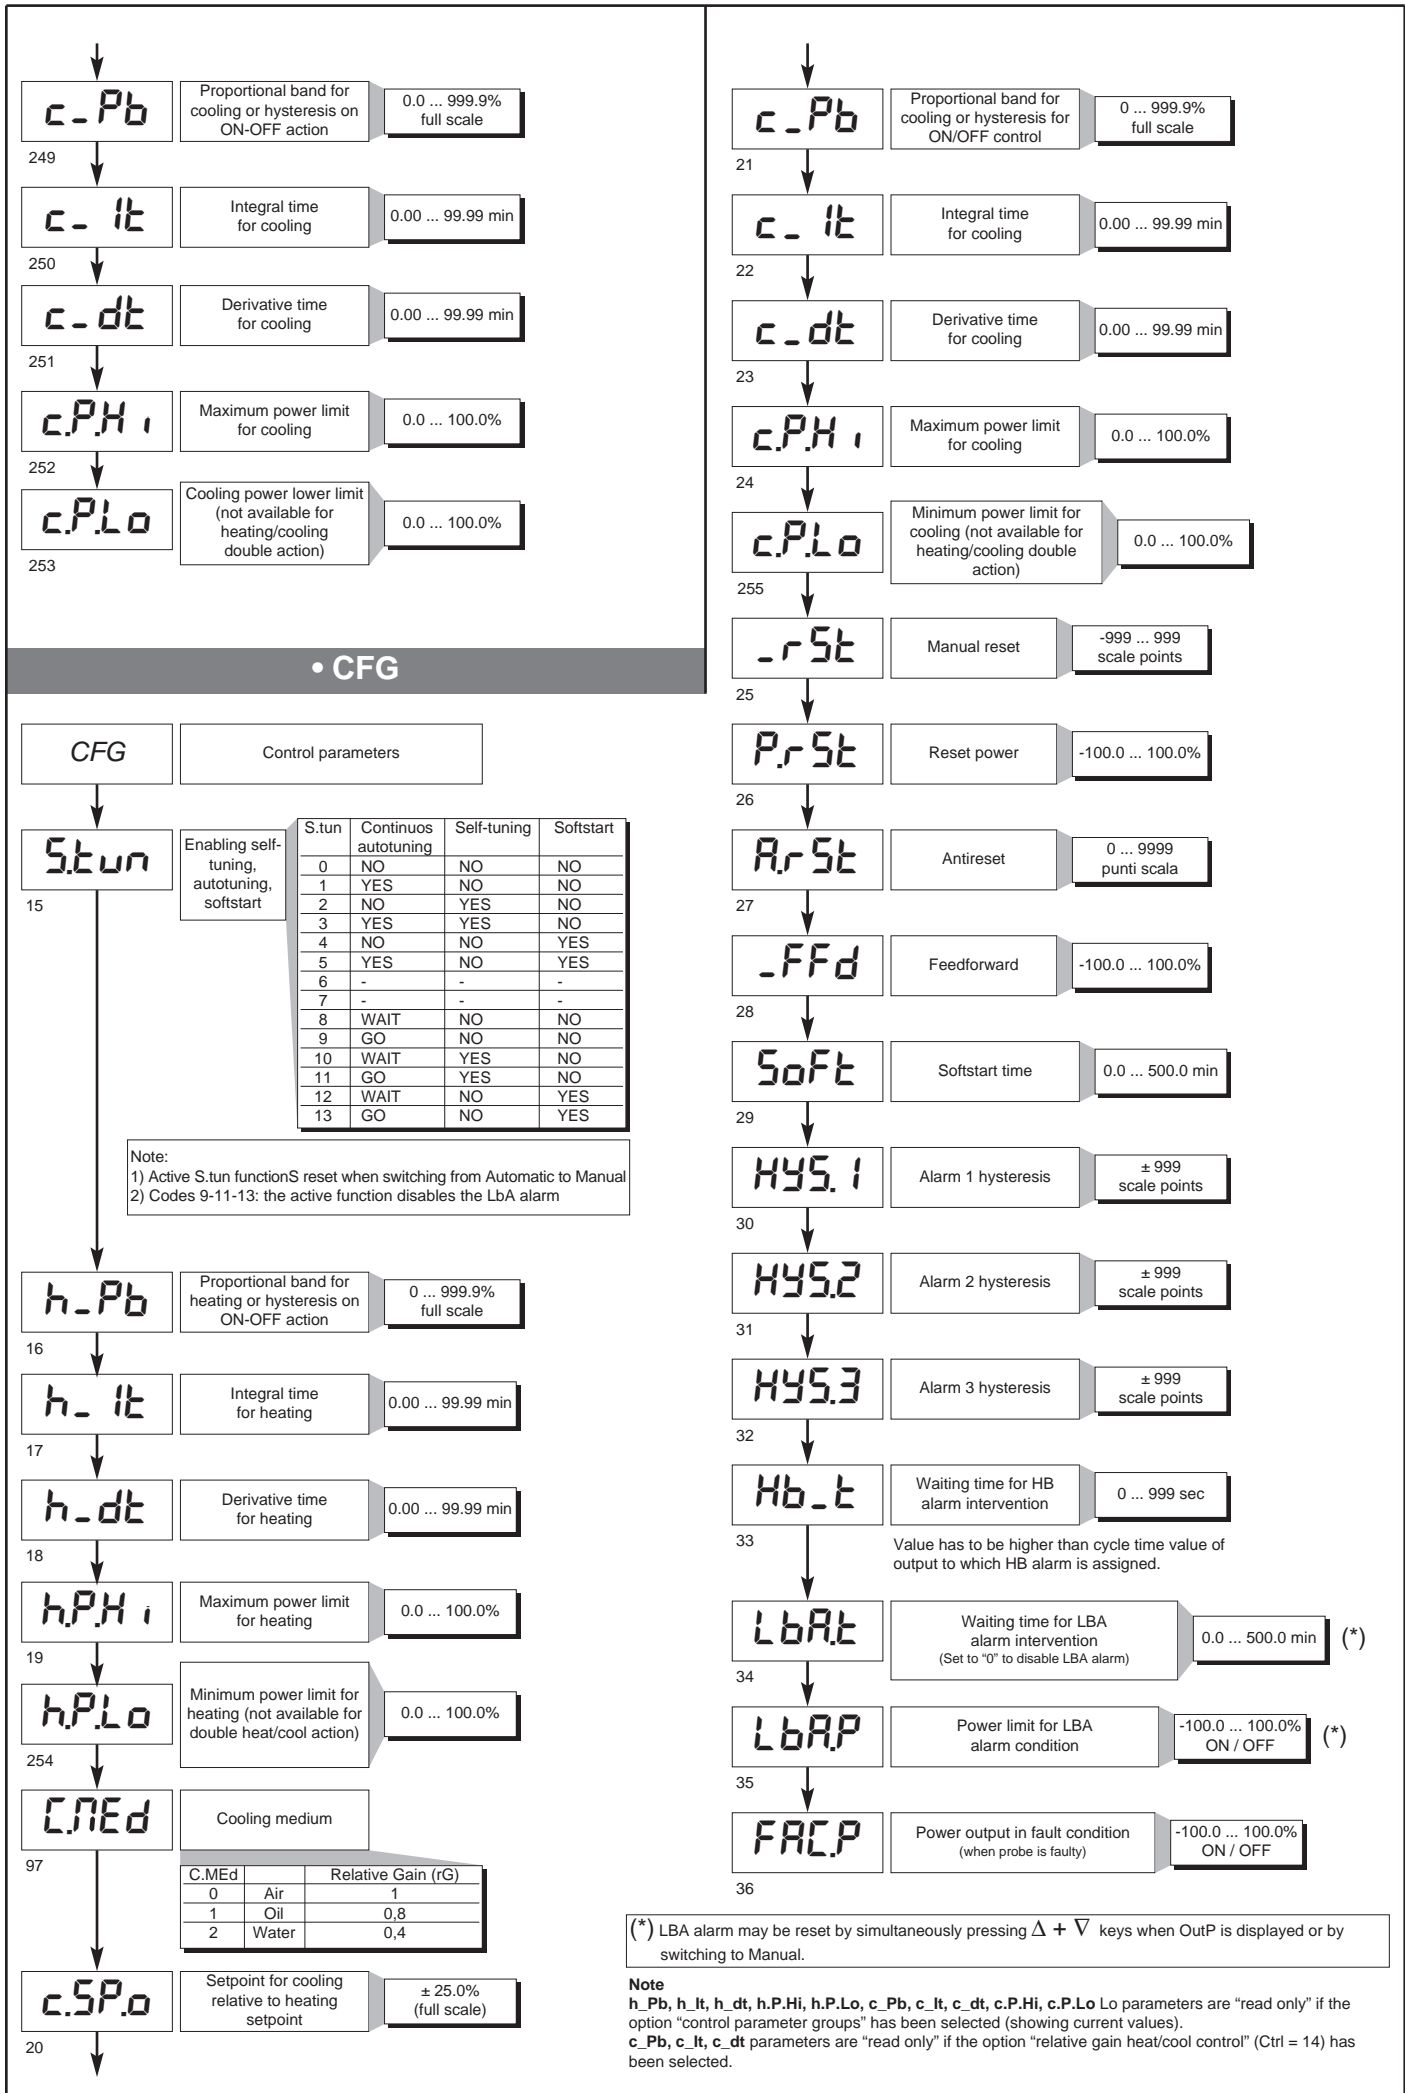 c_Pb
Proportional band for
cooling or hysteresis on
ON-OFF action
0.0 ... 999.9%
full scale
249
c_ It
Integral time
for cooling
0.00 ... 99.99 min
250
c_dt
Derivative time
for cooling
0.00 ... 99.99 min
251
c.P.H i
Maximum power limit
for cooling
0.0 ... 100.0%
252
c.P.Lo
Cooling power lower limit
(not available for
heating/cooling
double action)
0.0 ... 100.0%
253
• CFG
CFG
Control parameters
S.tun
Enabling self-
tuning,
autotuning,
softstart
15
S.tun Continuos Self-tuning Softstart
autotuning
0 NO NO NO
1 YES NO NO
2 NO YES NO
3 YES YES NO
4 NO NO YES
5 YES NO YES
6 - - -
7 - - -
8 WAIT NO NO
9 GO NO NO
10 WAIT YES NO
11 GO YES NO
12 WAIT NO YES
13 GO NO YES
Note:
1) Active S.tun functionS reset when switching from Automatic to Manual
2) Codes 9-11-13: the active function disables the LbA alarm
h_Pb
Proportional band for
heating or hysteresis on
ON-OFF action
0 ... 999.9%
full scale
16
h_ It
Integral time
for heating
0.00 ... 99.99 min
17
h_dt
Derivative time
for heating
0.00 ... 99.99 min
18
h.P.H i
Maximum power limit
for heating
0.0 ... 100.0%
19
h.P.Lo
Minimum power limit for
heating (not available for
double heat/cool action)
0.0 ... 100.0%
254
C.MEd
Cooling medium
97
C.MEd Relative Gain (rG)
0 Air 1
1 Oil 0,8
2 Water 0,4
c.SP.o
Setpoint for cooling
relative to heating
setpoint
± 25.0%
(full scale)
20
c_Pb
Proportional band for
cooling or hysteresis for
ON/OFF control
0 ... 999.9%
full scale
21
c_ It
Integral time
for cooling
0.00 ... 99.99 min
22
c_dt
Derivative time
for cooling
0.00 ... 99.99 min
23
c.P.H i
Maximum power limit
for cooling
0.0 ... 100.0%
24
c.P.Lo
Minimum power limit for
cooling (not available for
heating/cooling double
action)
0.0 ... 100.0%
255
_rSt
Manual reset
-999 ... 999
scale points
25
P.rSt
Reset power
-100.0 ... 100.0%
26
A.rSt
Antireset
0 ... 9999
punti scala
27
_FFd
Feedforward
-100.0 ... 100.0%
28
SoFt
Softstart time
0.0 ... 500.0 min
29
HYS.1
Alarm 1 hysteresis
± 999
scale points
30
HYS.2
Alarm 2 hysteresis
± 999
scale points
31
HYS.3
Alarm 3 hysteresis
± 999
scale points
32
Hb_t
Waiting time for HB
alarm intervention
0 ... 999 sec
33
Value has to be higher than cycle time value of
output to which HB alarm is assigned.
LbA.t
Waiting time for LBA
alarm intervention
(Set to “0” to disable LBA alarm)
0.0 ... 500.0 min (*)
34
LbA.P
Power limit for LBA
alarm condition
-100.0 ... 100.0%
ON / OFF
(*)
35
FAC.P
Power output in fault condition
(when probe is faulty)
-100.0 ... 100.0%
ON / OFF
36
(*) LBA alarm may be reset by simultaneously pressing Δ + ∇ keys when OutP is displayed or by
switching to Manual.
Note
h_Pb, h_It, h_dt, h.P.Hi, h.P.Lo, c_Pb, c_It, c_dt, c.P.Hi, c.P.Lo Lo parameters are “read only” if the
option “control parameter groups” has been selected (showing current values).
c_Pb, c_It, c_dt parameters are “read only” if the option “relative gain heat/cool control” (Ctrl = 14) has
been selected.